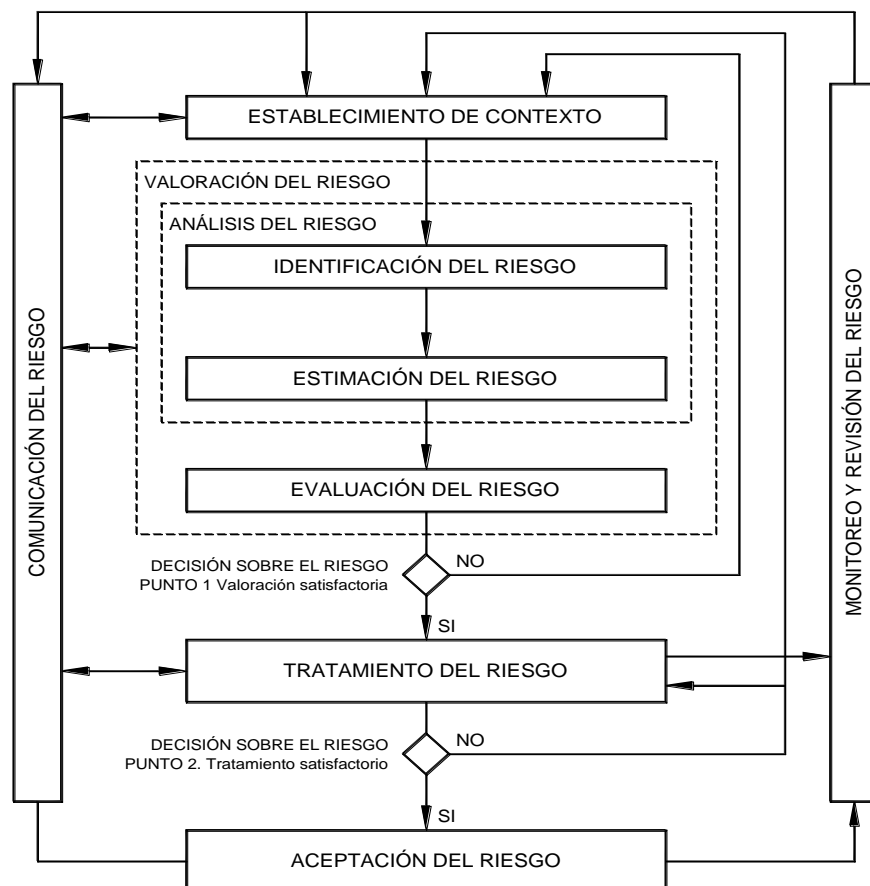 ESTABLECIMIENTO DE CONTEXTO
VALORACIÓN DEL RIESGO
ANÁLISIS DEL RIESGO
IDENTIFICACIÓN DEL RIESGO
ESTIMACIÓN DEL RIESGO
EVALUACIÓN DEL RIESGO
COMUNICACIÓN DEL RIESGO
MONITOREO Y REVISIÓN DEL RIESGO
DECISIÓN SOBRE EL RIESGO
PUNTO 1 Valoración satisfactoria
NO
SI
TRATAMIENTO DEL RIESGO
DECISIÓN SOBRE EL RIESGO
PUNTO 2. Tratamiento satisfactorio
NO
SI
ACEPTACIÓN DEL RIESGO